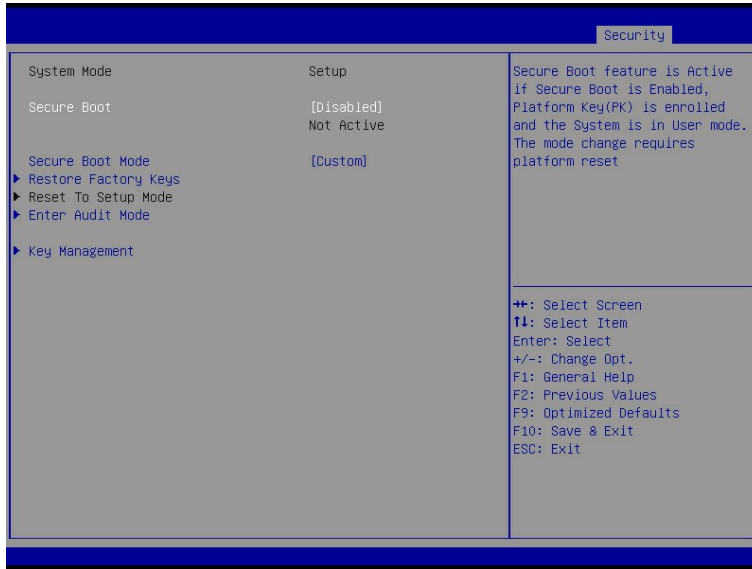 Security
System Mode Setup
Secure Boot [Disabled]
Not Active
Secure Boot Mode [Custom]
Restore Factory Keys
Reset To Setup Mode
Enter Audit Mode
Key Management
Secure Boot feature is Active
if Secure Boot is Enabled,
Platform Key(PK) is enrolled
and the System is in User mode.
The mode change requires
platform reset
→←: Select Screen
↑↓: Select Item
Enter: Select
+/-: Change Opt.
F1: General Help
F2: Previous Values
F9: Optimized Defaults
F10: Save & Exit
ESC: Exit